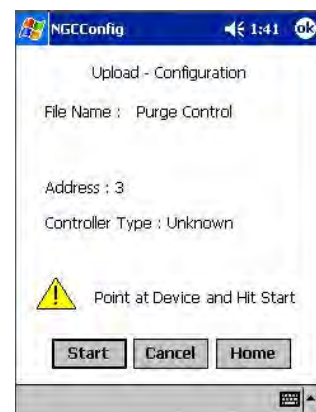 NGCConfig 1:41 ok
Upload - Configuration
File Name : Purge Control
Address : 3
Controller Type : Unknown
Point at Device and Hit Start
Start Cancel Home